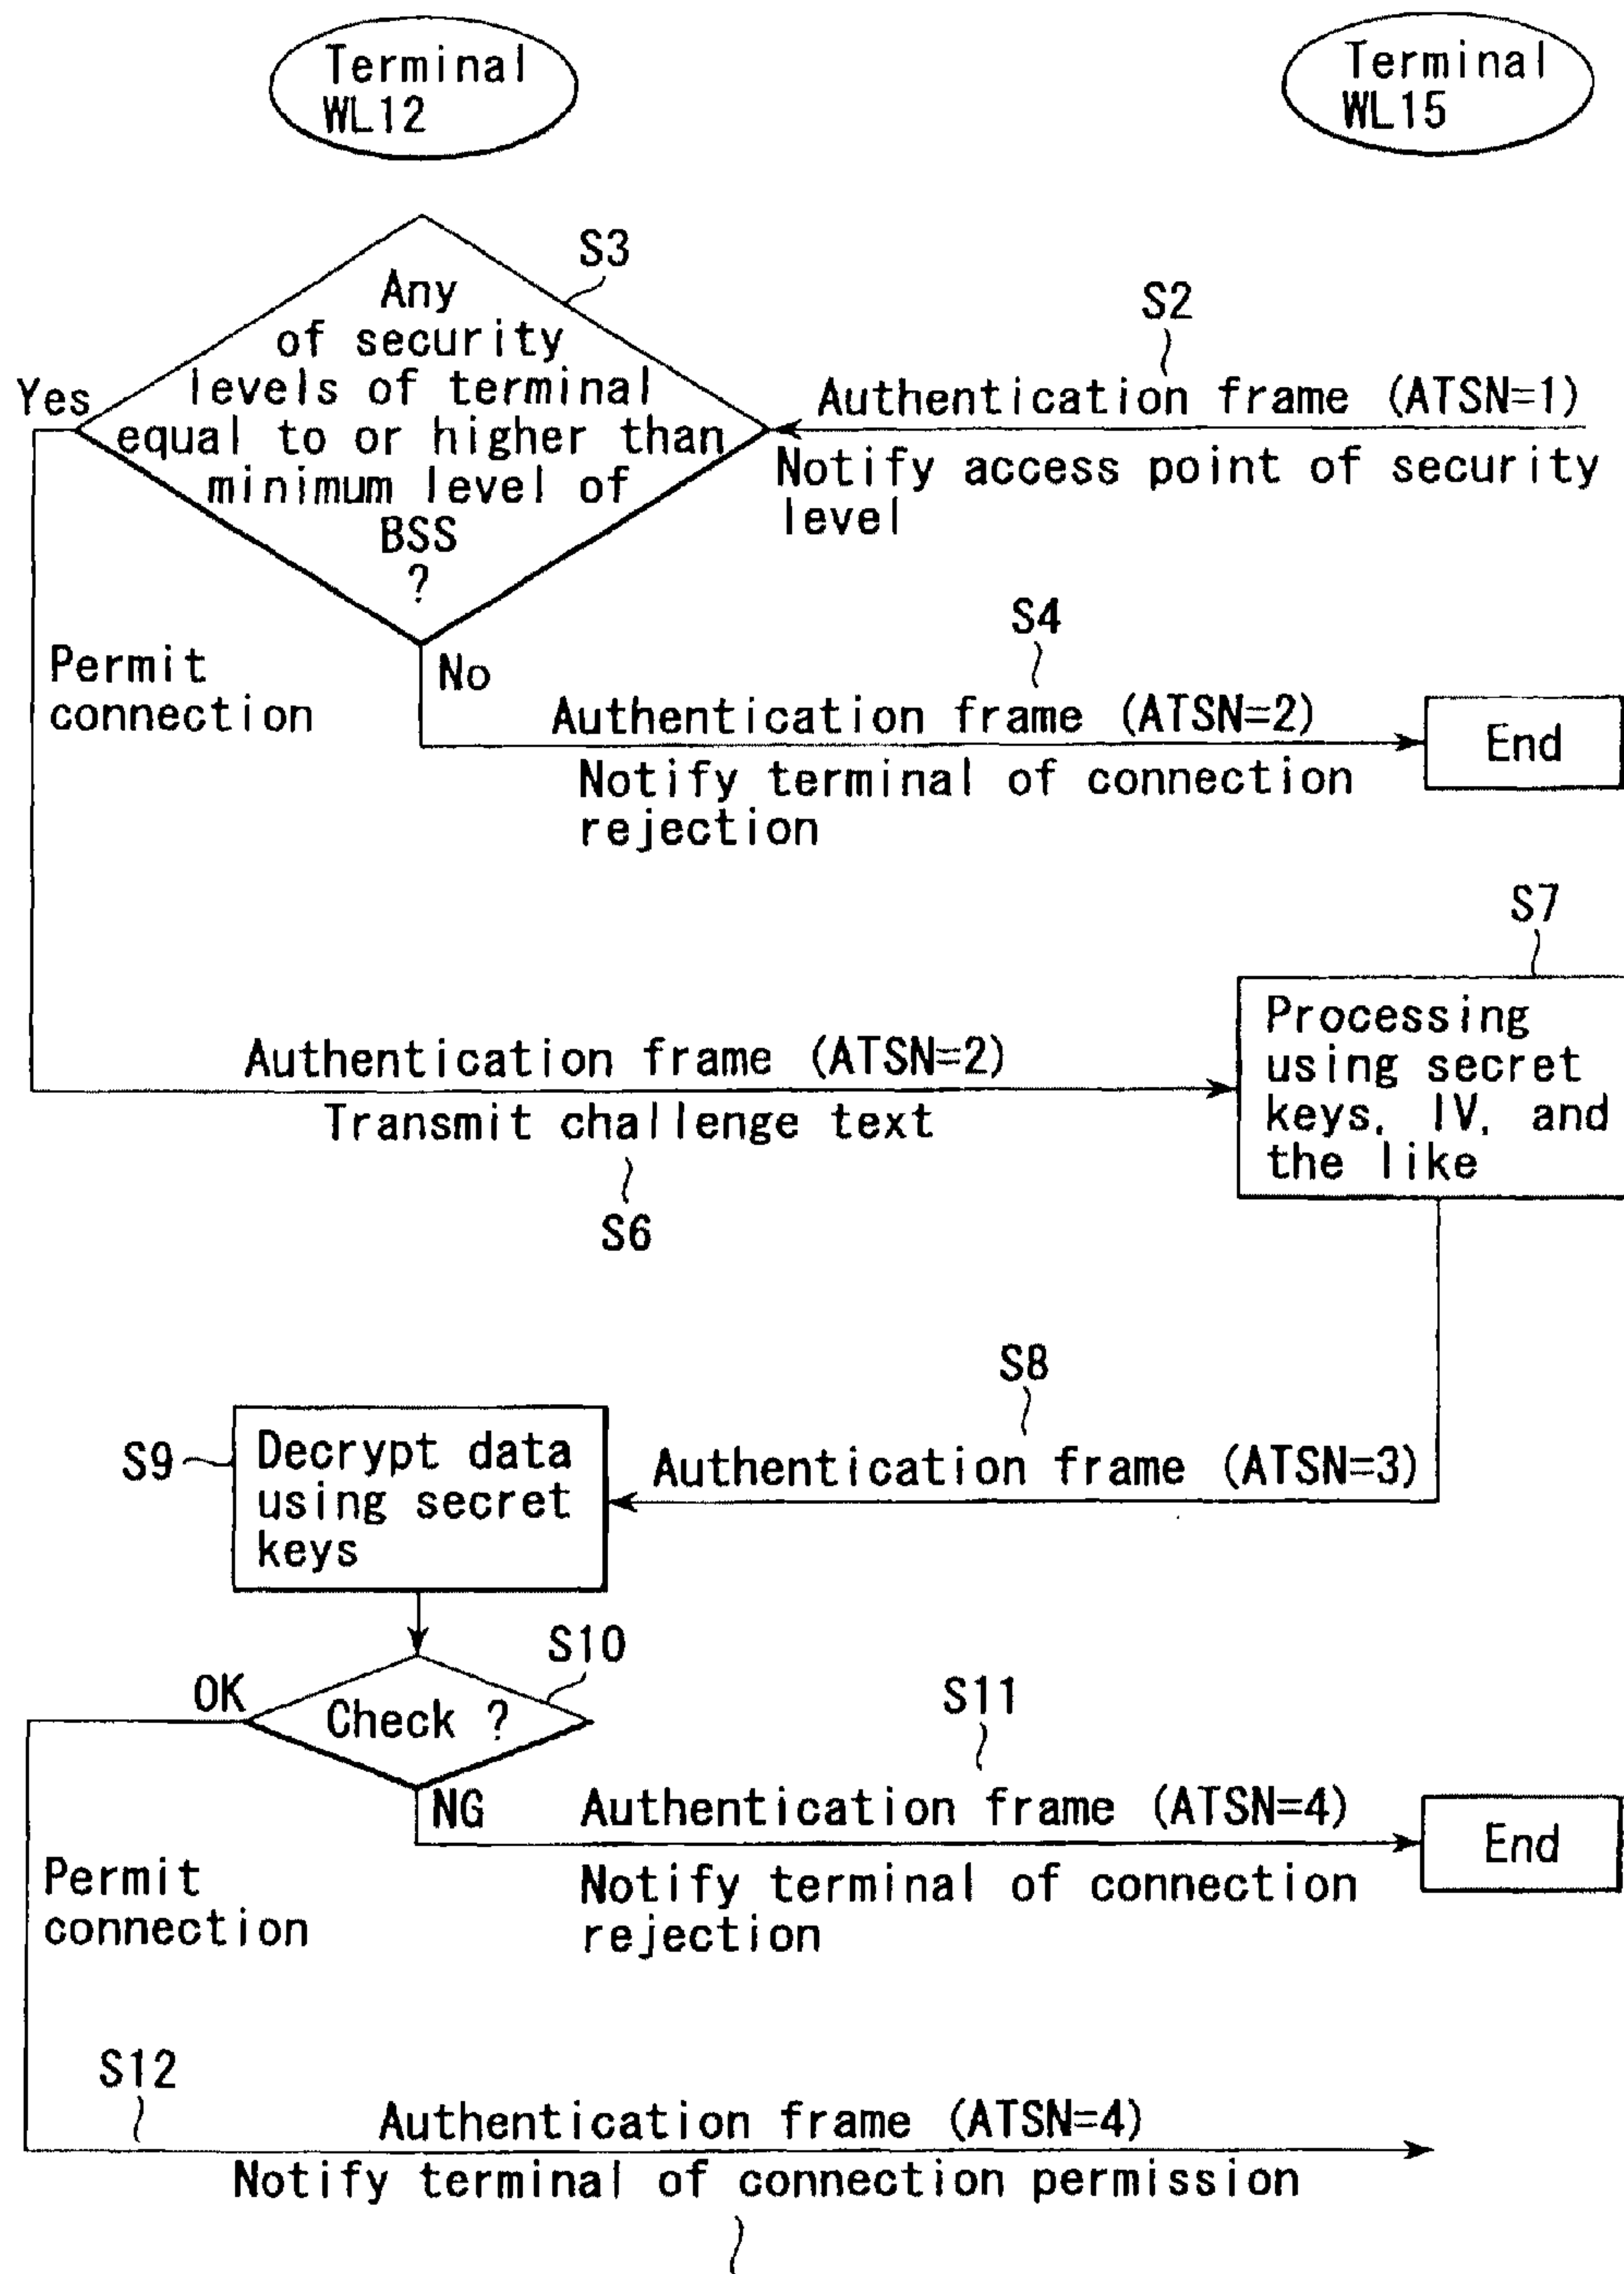 Terminal
WL12
Terminal
WL15
S3
Any
of security
levels of terminal
equal to or higher than
minimum level of
BSS
?
Yes
S2
Authentication frame (ATSN=1)
Notify access point of security
level
Permit
connection
No
S4
Authentication frame (ATSN=2)
Notify terminal of connection
rejection
End
S7
Processing
using secret
keys, IV, and
the like
Authentication frame (ATSN=2)
Transmit challenge text
S6
S8
Authentication frame (ATSN=3)
S9
Decrypt data
using secret
keys
S10
OK
Check ?
S11
NG
Authentication frame (ATSN=4)
Notify terminal of connection
rejection
End
Permit
connection
S12
Authentication frame (ATSN=4)
Notify terminal of connection permission